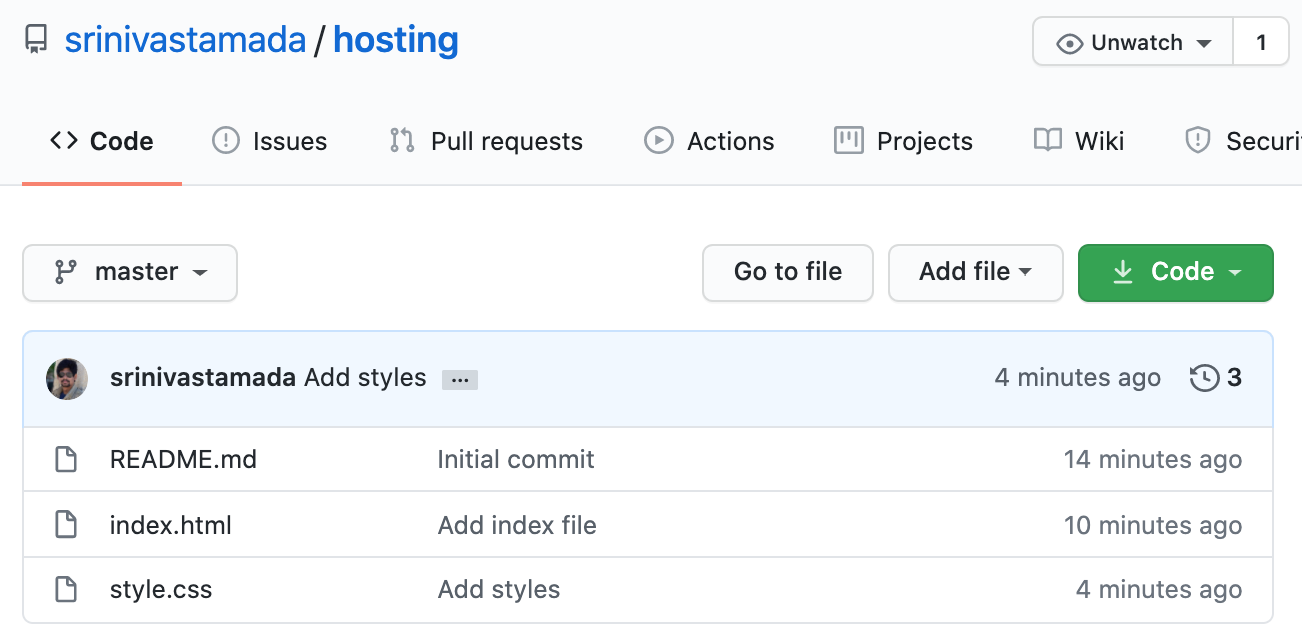 srinivastamada / hosting
Unwatch 1
Code Issues Pull requests Actions Projects Wiki Securi
master Go to file Add file Code
srinivastamada Add styles ... 4 minutes ago 3
README.md Initial commit 14 minutes ago
index.html Add index file 10 minutes ago
style.css Add styles 4 minutes ago